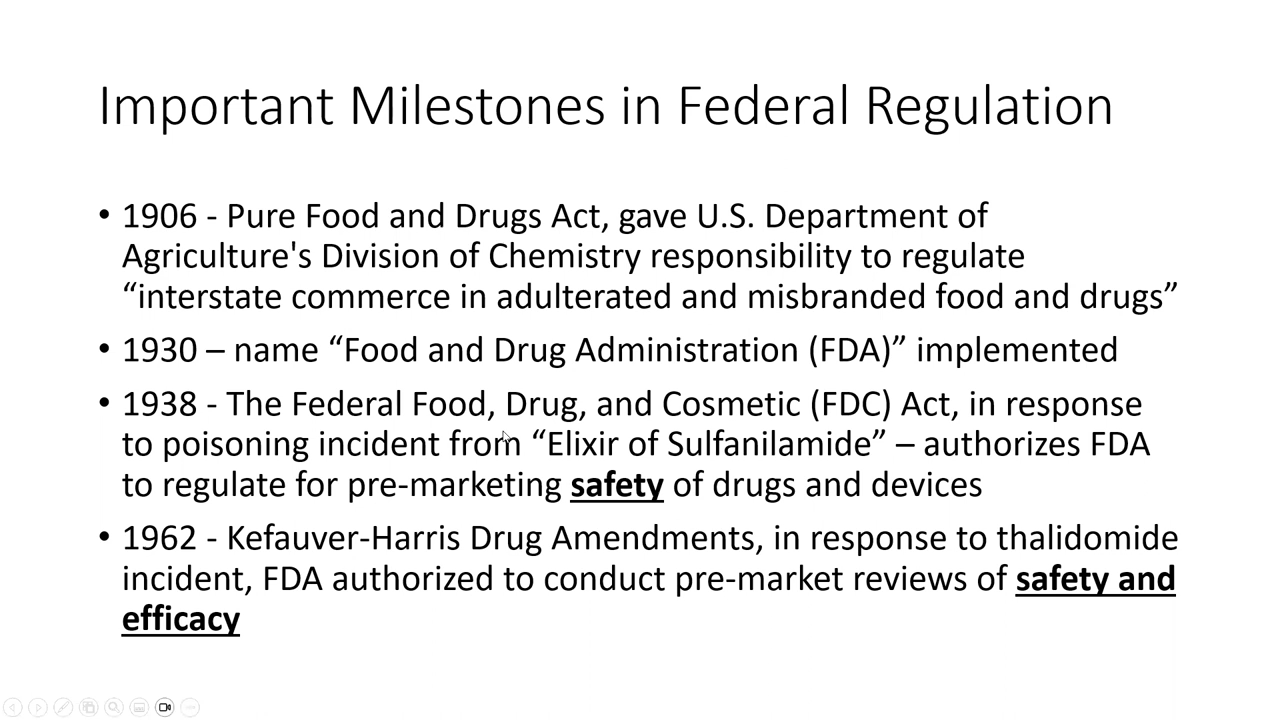 Important Milestones in Federal Regulation
• 1906 - Pure Food and Drugs Act, gave U.S. Department of
Agriculture's Division of Chemistry responsibility to regulate
“interstate commerce in adulterated and misbranded food and drugs”
• 1930 – name “Food and Drug Administration (FDA)” implemented
• 1938 - The Federal Food, Drug, and Cosmetic (FDC) Act, in response
to poisoning incident from “Elixir of Sulfanilamide” – authorizes FDA
to regulate for pre-marketing safety of drugs and devices
• 1962 - Kefauver-Harris Drug Amendments, in response to thalidomide
incident, FDA authorized to conduct pre-market reviews of safety and
efficacy